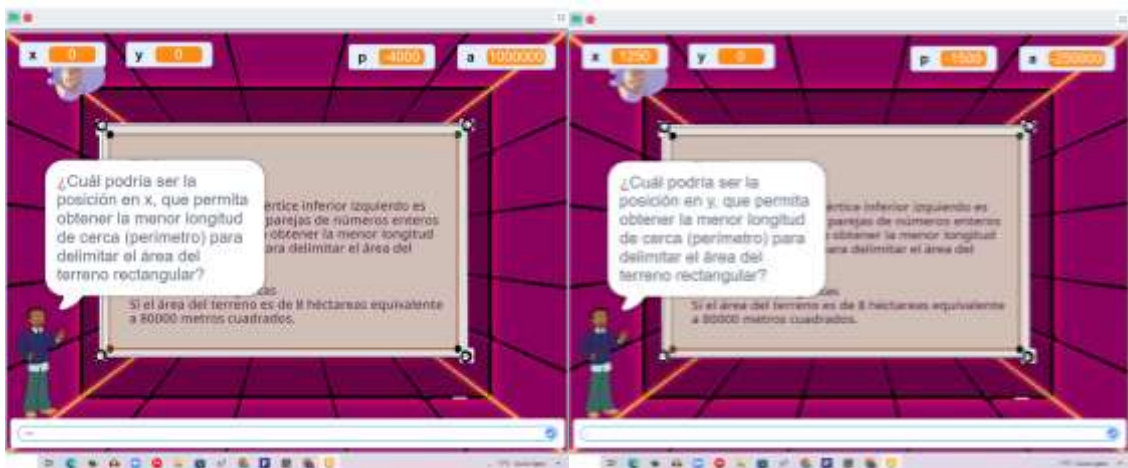 x 0 y 0 p -4000 a 1000000
¿Cuál podría ser la
posición en x, que permita
obtener la menor longitud
de cerca (perímetro) para
delimitar el área del
terreno rectangular?
értice inferior izquierdo es
parejas de números enteros
obtener la menor longitud
ara delimitar el área del
Si el área del terreno es de 8 héctareas equivalente
a 80000 metros cuadrados.
x 1250 y 0 p -1500 a -250000
¿Cuál podría ser la
posición en y, que permita
obtener la menor longitud
de cerca (perímetro) para
delimitar el área del
terreno rectangular?
értice inferior izquierdo es
parejas de números enteros
obtener la menor longitud
ara delimitar el área del
Si el área del terreno es de 8 héctareas equivalente
a 80000 metros cuadrados.